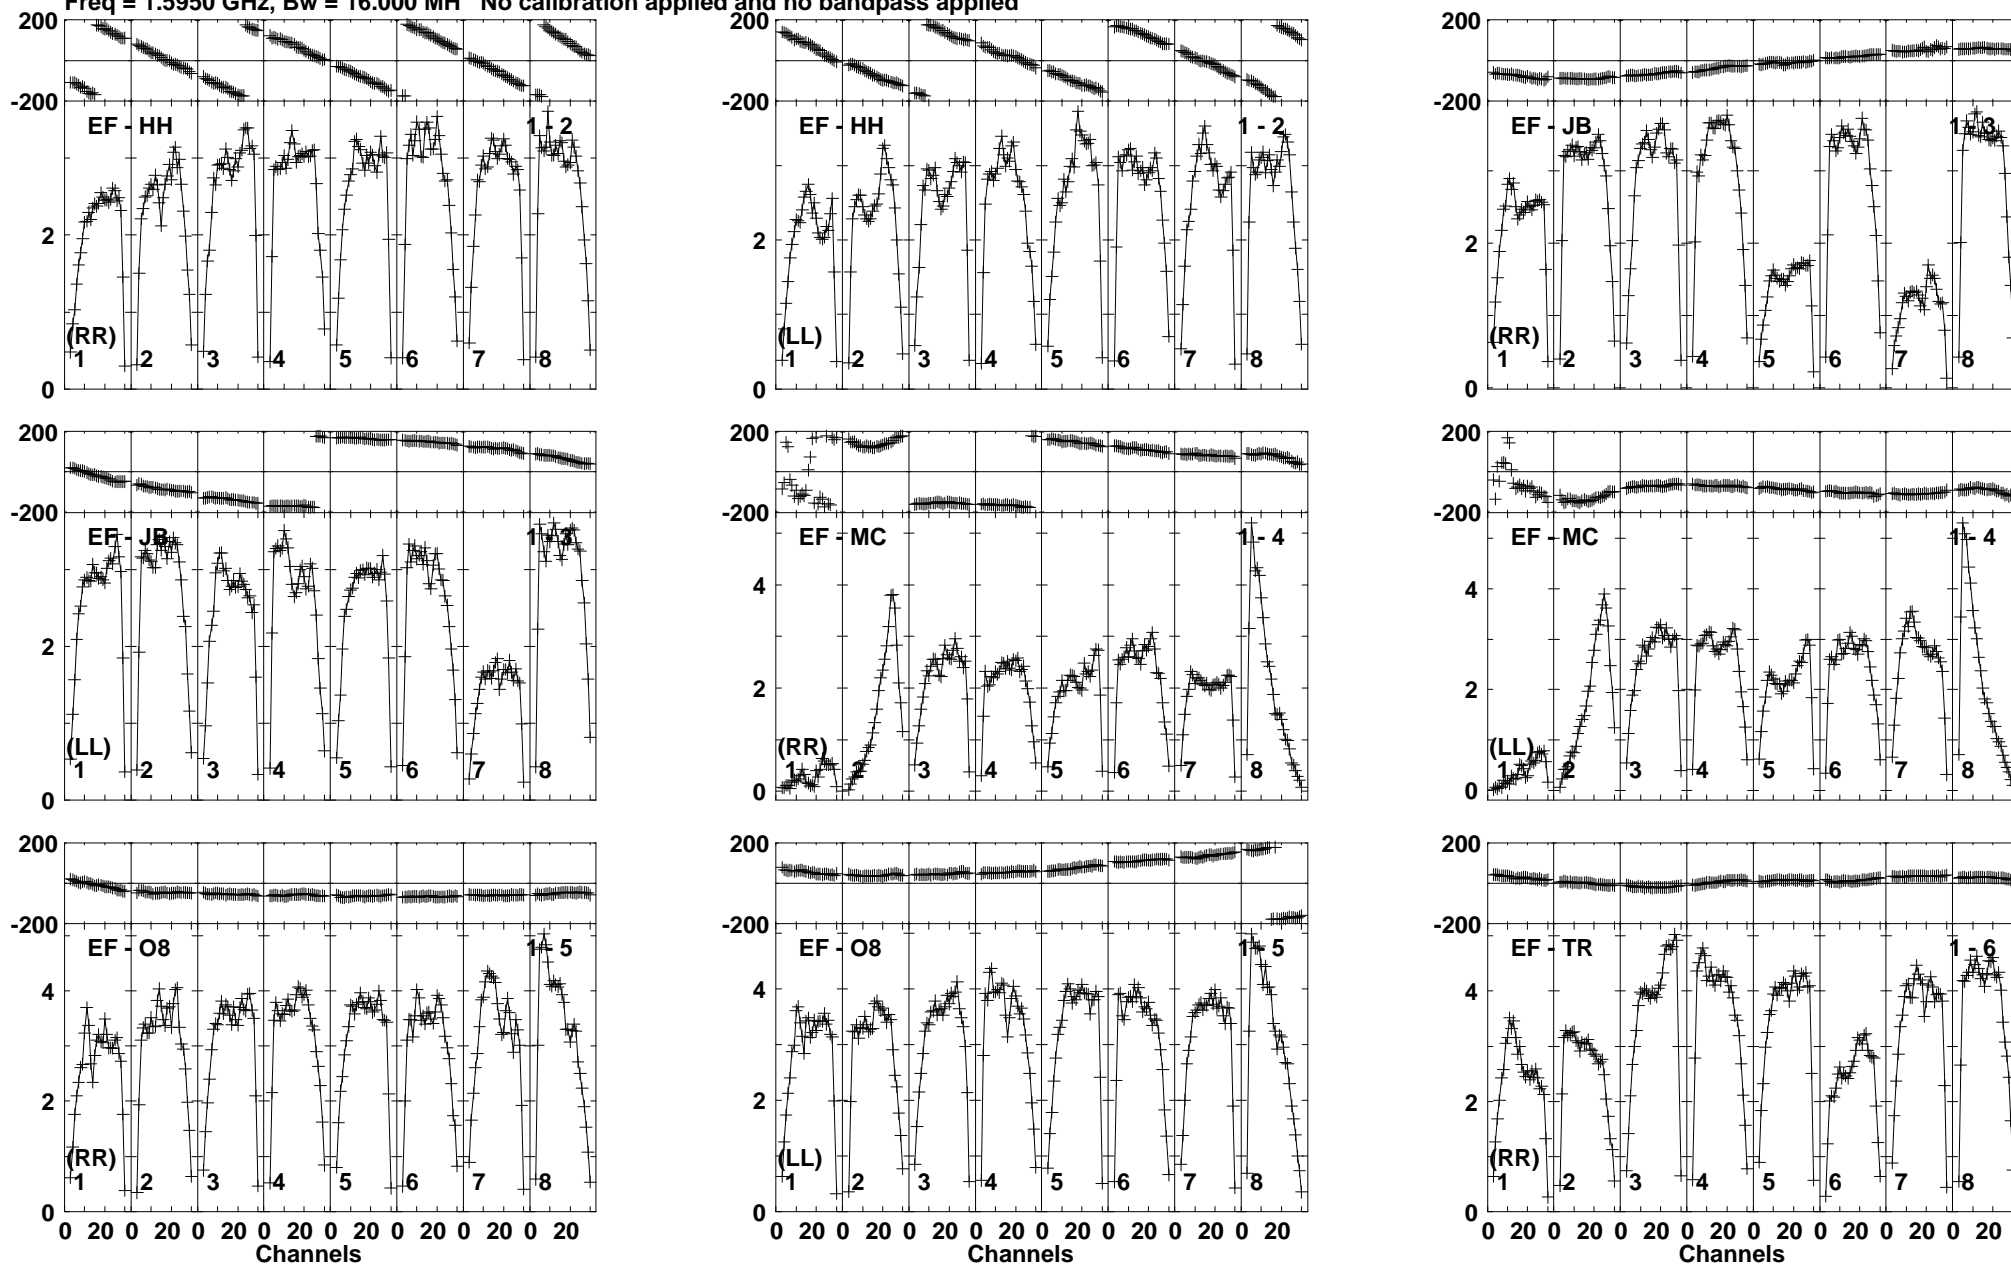 Freq = 1.5950 GHz, Bw = 16.000 MH No calibration applied and no bandpass applied
200 200 200
-200 -200 -200
EF - HH 1 - 2 EF - HH 1 - 2 EF - JB 1 - 3
2 2 2
(RR) (LL) (RR)
1 2 3 4 5 6 7 8 1 2 3 4 5 6 7 8 1 2 3 4 5 6 7 8
0 0 0
200 200 200
-200 -200 -200
EF - JB 1 - 3 EF - MC 1 - 4 EF - MC 1 - 4
4 4
2 2 2
(LL) (RR) (LL)
1 2 3 4 5 6 7 8 1 2 3 4 5 6 7 8 1 2 3 4 5 6 7 8
0 0 0
200 200 200
-200 -200 -200
EF - O8 1 - 5 EF - O8 1 - 5 EF - TR 1 - 6
4 4 4
2 2 2
(RR) (LL) (RR)
1 2 3 4 5 6 7 8 1 2 3 4 5 6 7 8 1 2 3 4 5 6 7 8
0 0 0
0 20 0 20 0 20 0 20 0 20 0 20 0 20 0 20 0 20 0 20 0 20 0 20 0 20 0 20 0 20 0 20 0 20 0 20 0 20 0 20 0 20 0 20 0 20 0 20
Channels Channels Channels